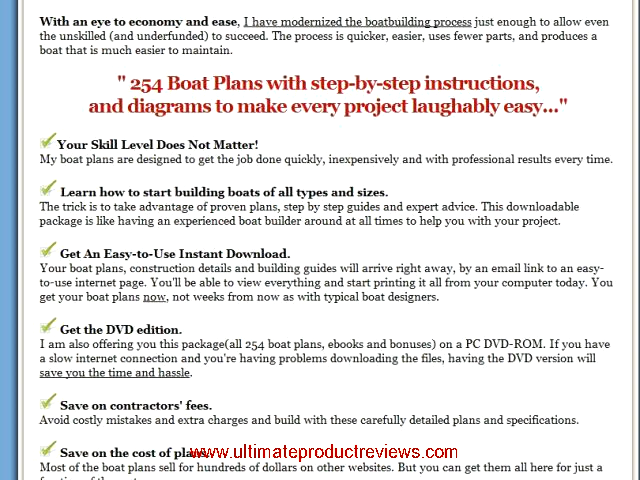 With an eye to economy and ease, I have modernized the boatbuilding process just enough to allow even
the unskilled (and underfunded) to succeed. The process is quicker, easier, uses fewer parts, and produces a
boat that is much easier to maintain.
" 254 Boat Plans with step-by-step instructions,
and diagrams to make every project laughably easy..."
Your Skill Level Does Not Matter!
My boat plans are designed to get the job done quickly, inexpensively and with professional results every time.
Learn how to start building boats of all types and sizes.
The trick is to take advantage of proven plans, step by step guides and expert advice. This downloadable
package is like having an experienced boat builder around at all times to help you with your project.
Get An Easy-to-Use Instant Download.
Your boat plans, construction details and building guides will arrive right away, by an email link to an easy-
to-use internet page. You'll be able to view everything and start printing it all from your computer today. You
get your boat plans now, not weeks from now as with typical boat designers.
Get the DVD edition.
I am also offering you this package(all 254 boat plans, ebooks and bonuses) on a PC DVD-ROM. If you have
a slow internet connection and you're having problems downloading the files, having the DVD version will
save you the time and hassle.
Save on contractors' fees.
Avoid costly mistakes and extra charges and build with these carefully detailed plans and specifications.
Save on the cost of plans.
www.ultimateproductreviews.com
Most of the boat plans sell for hundreds of dollars on other websites. But you can get them all here for just a